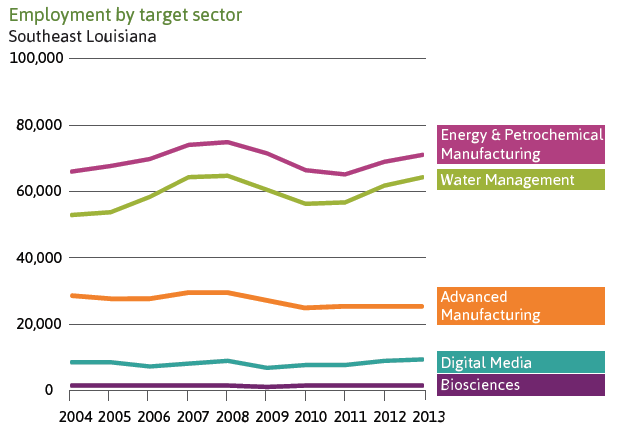 Employment by target sector
Southeast Louisiana
100,000
80,000
60,000
40,000
20,000
0
2004 2005 2006 2007 2008 2009 2010 2011 2012 2013
Energy & Petrochemical
Manufacturing
Water Management
Advanced
Manufacturing
Digital Media
Biosciences